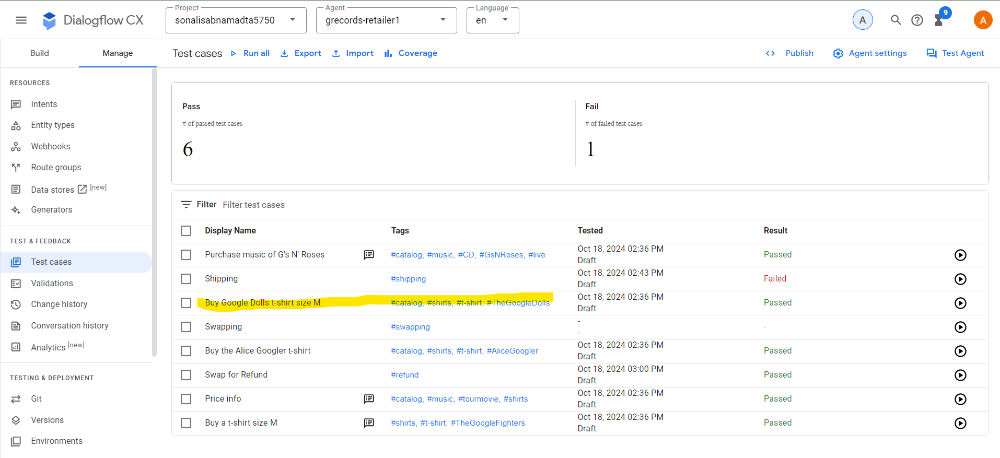 Dialogflow CX
Project
sonalisabnamadta5750
Agent
grecords-retailer1
Language
en
A
9
A
Build
Manage
Test cases
Run all
Export
Import
Coverage
Publish
Agent settings
Test Agent
RESOURCES
Intents
Entity types
Webhooks
Route groups
Data stores [new]
Generators
TEST & FEEDBACK
Test cases
Validations
Change history
Conversation history
Analytics [new]
TESTING & DEPLOYMENT
Git
Versions
Environments
Pass
# of passed test cases
6
Fail
# of failed test cases
1
Filter Filter test cases
Display Name Tags Tested Result
Purchase music of G's N' Roses #catalog, #music, #CD, #GsNRoses, #live Oct 18, 2024 02:36 PM Passed
Draft
Shipping #shipping Oct 18, 2024 02:43 PM Failed
Draft
Buy Google Dolls t-shirt size M #catalog, #shirts, #t-shirt, #TheGoogleDolls Oct 18, 2024 02:36 PM Passed
Draft
Swapping #swapping - -
-
Buy the Alice Googler t-shirt #catalog, #shirts, #t-shirt, #AliceGoogler Oct 18, 2024 02:36 PM Passed
Draft
Swap for Refund #refund Oct 18, 2024 03:00 PM Passed
Draft
Price info #catalog, #music, #tourmovie, #shirts Oct 18, 2024 02:36 PM Passed
Draft
Buy a t-shirt size M #shirts, #t-shirt, #TheGoogleFighters Oct 18, 2024 02:36 PM Passed
Draft